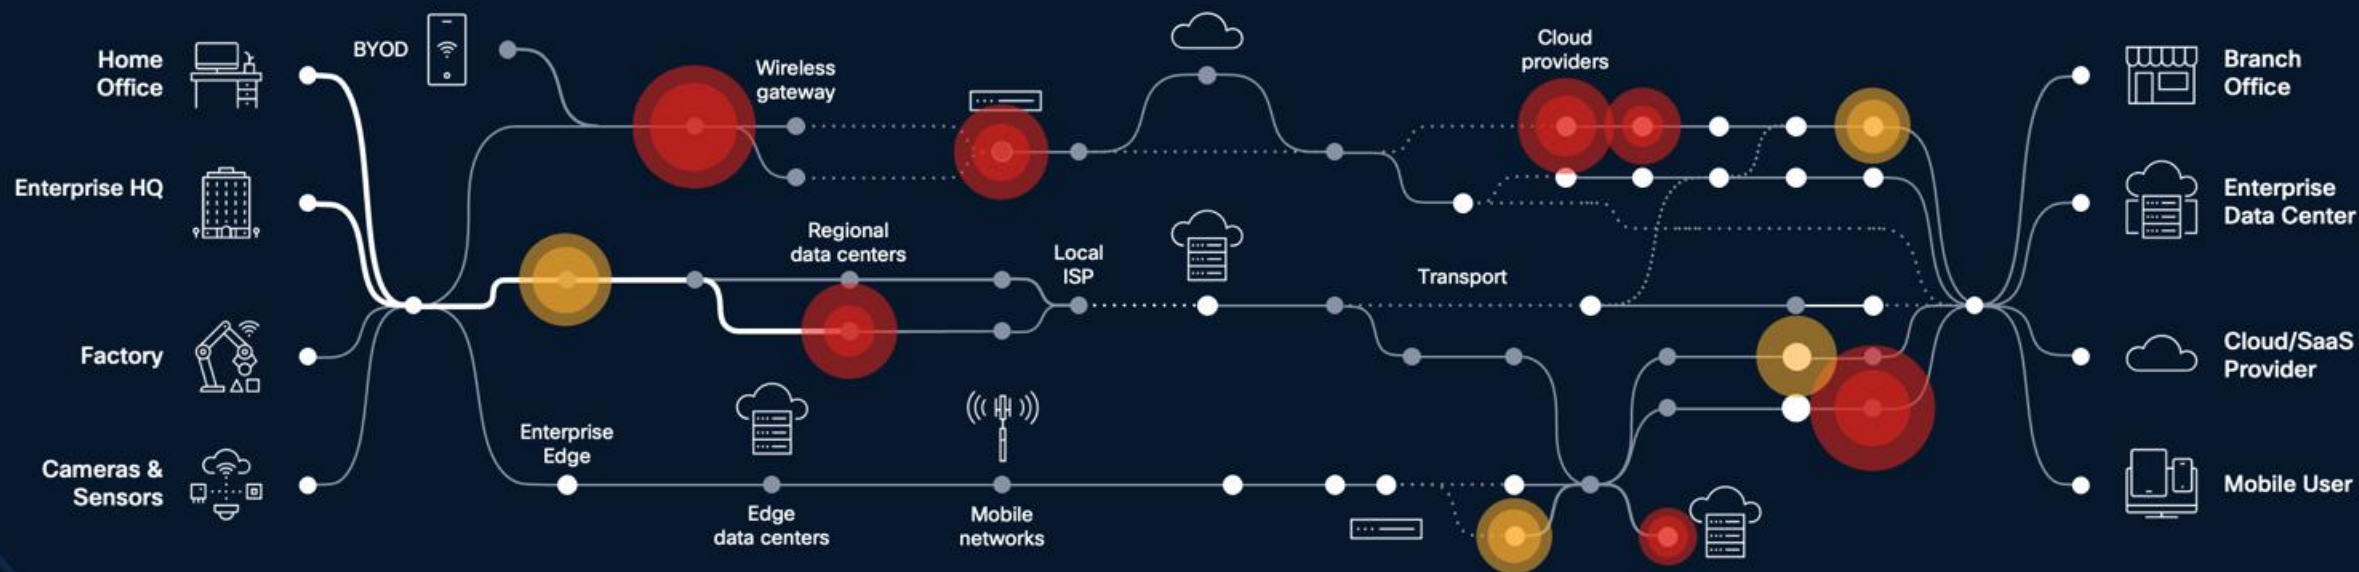 Home
Office
BYOD
Wireless
gateway
Cloud
providers
Branch
Office
Enterprise HQ
Enterprise
Data Center
Regional
data centers
Local
ISP
Transport
Factory
Cloud/SaaS
Provider
Cameras &
Sensors
Enterprise
Edge
Edge
data centers
Mobile
networks
Mobile User